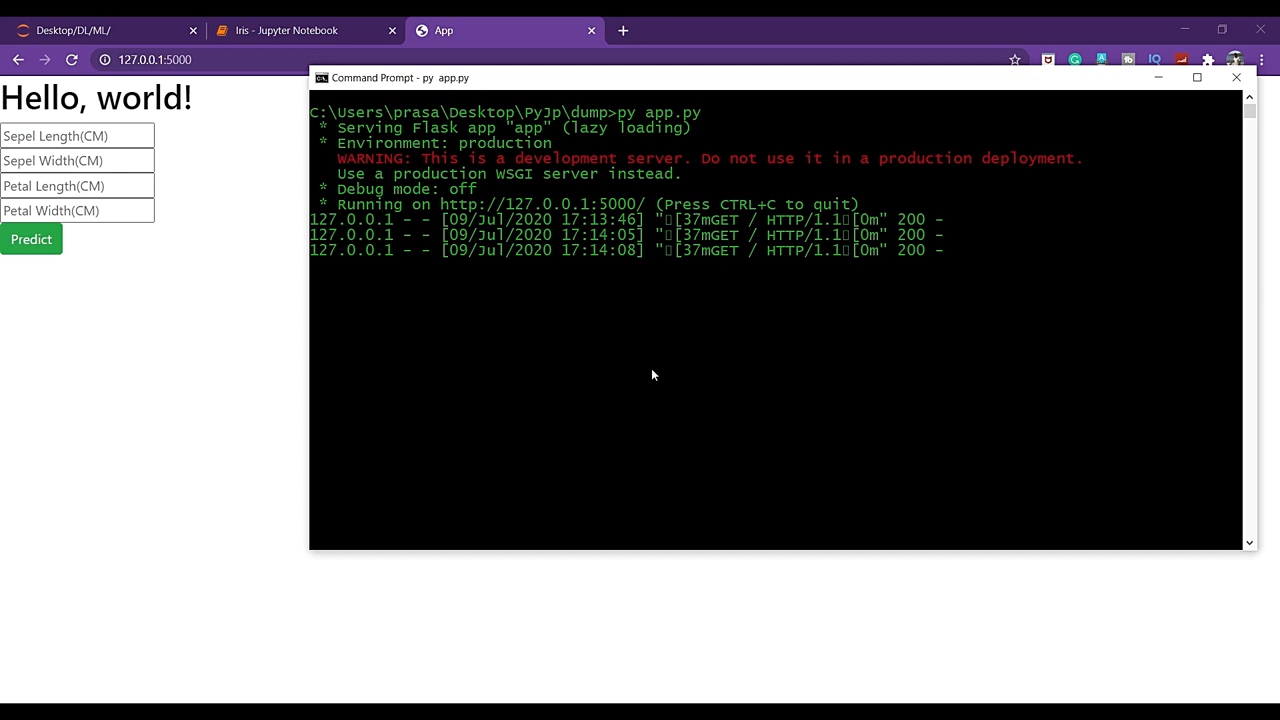 Desktop/DL/ML/
Iris - Jupyter Notebook
App
127.0.0.1:5000
Hello, world!
Sepel Length(CM)
Sepel Width(CM)
Petal Length(CM)
Petal Width(CM)
Predict
Command Prompt - py  app.py
C:\Users\prasa\Desktop\PyJp\dump>py app.py
* Serving Flask app "app" (lazy loading)
* Environment: production
WARNING: This is a development server. Do not use it in a production deployment.
Use a production WSGI server instead.
* Debug mode: off
* Running on http://127.0.0.1:5000/ (Press CTRL+C to quit)
127.0.0.1 - - [09/Jul/2020 17:13:46] "▯[37mGET / HTTP/1.1▯[0m" 200 -
127.0.0.1 - - [09/Jul/2020 17:14:05] "▯[37mGET / HTTP/1.1▯[0m" 200 -
127.0.0.1 - - [09/Jul/2020 17:14:08] "▯[37mGET / HTTP/1.1▯[0m" 200 -